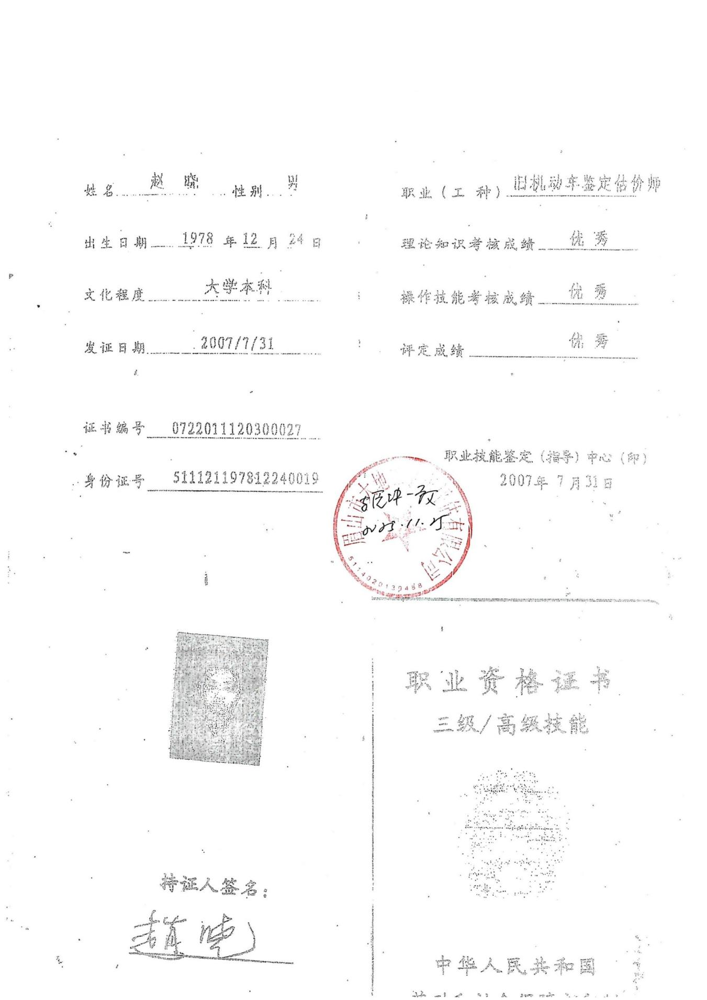 姓名 赵 晓 性别 男
出生日期 1978 年 12 月 24 日
文化程度 大学本科
发证日期 2007/7/31
证书编号 0722011120300027
身份证号 511121197812240019
职业(工 种) 旧机动车鉴定估价师
理论知识考核成绩 优 秀
操作技能考核成绩 优 秀
评定成绩 优 秀
职业技能鉴定(指导)中心(印)
2007年 7 月 31 日
眉山市大地 有限公司
一致
2025.11.25
5114020139488
持证人签名:
赵晓
职业资格证书
三级/高级技能
中华人民共和国